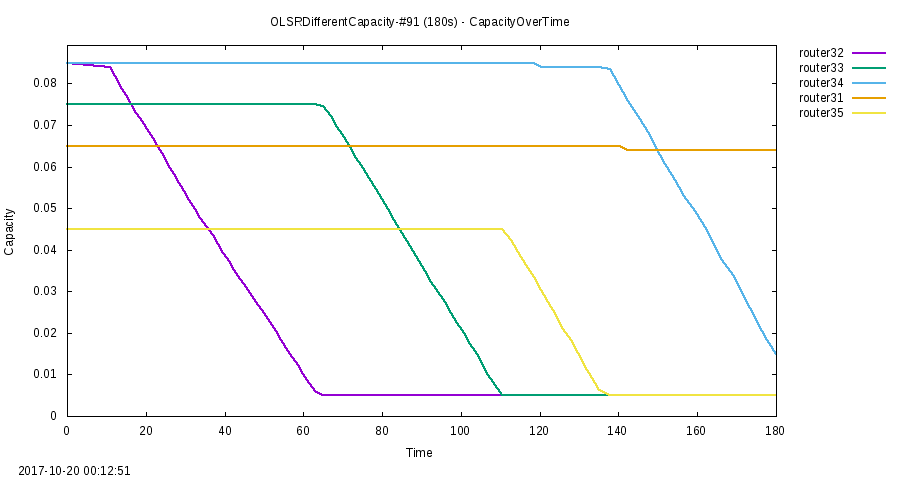 OLSRDifferentCapacity-#91 (180s) - CapacityOverTime
router32
router33
router34
router31
router35
Capacity
0.08
0.07
0.06
0.05
0.04
0.03
0.02
0.01
0
0 20 40 60 80 100 120 140 160 180
Time
2017-10-20 00:12:51